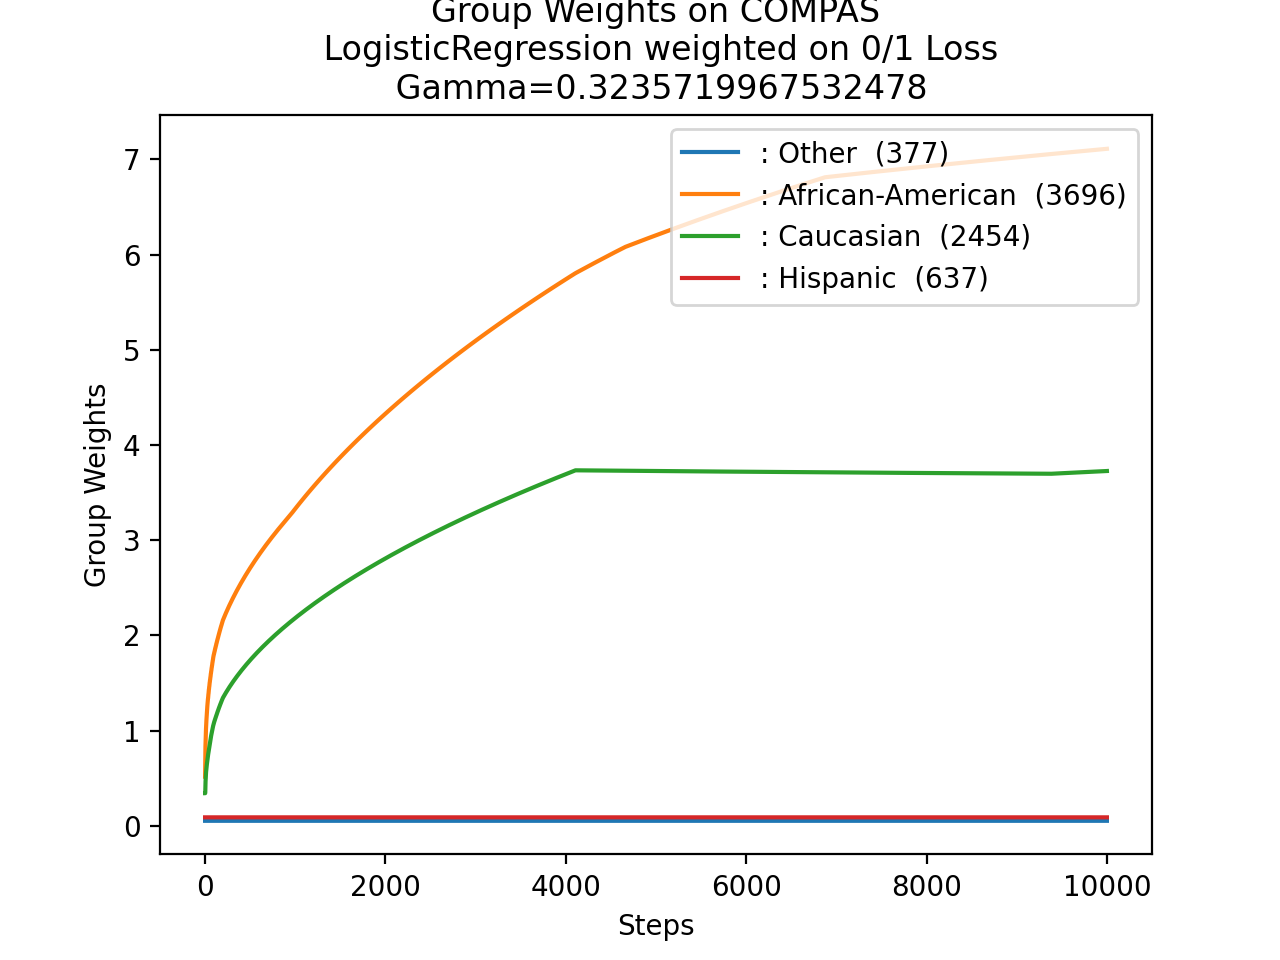 Group Weights on COMPAS
LogisticRegression weighted on 0/1 Loss
Gamma=0.3235719967532478
: Other (377)
: African-American (3696)
: Caucasian (2454)
: Hispanic (637)
Group Weights
7
6
5
4
3
2
1
0
0 2000 4000 6000 8000 10000
Steps